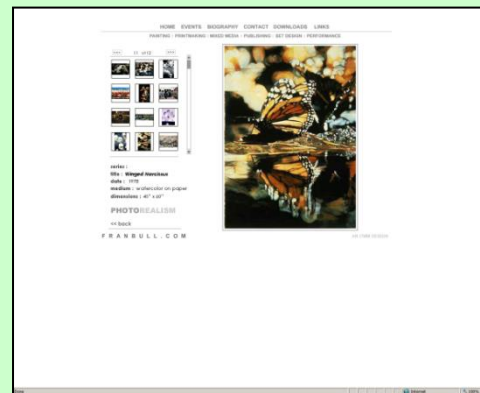 HOME EVENTS BIOGRAPHY CONTACT DOWNLOADS LINKS
PAINTING · PRINTMAKING · MIXED MEDIA · PUBLISHING · SET DESIGN · PERFORMANCE
series :
title : Winged Narcissus
date : 1978
medium : watercolor on paper
PHOTOREALISM
<< back
FRANBULL.COM
Internet